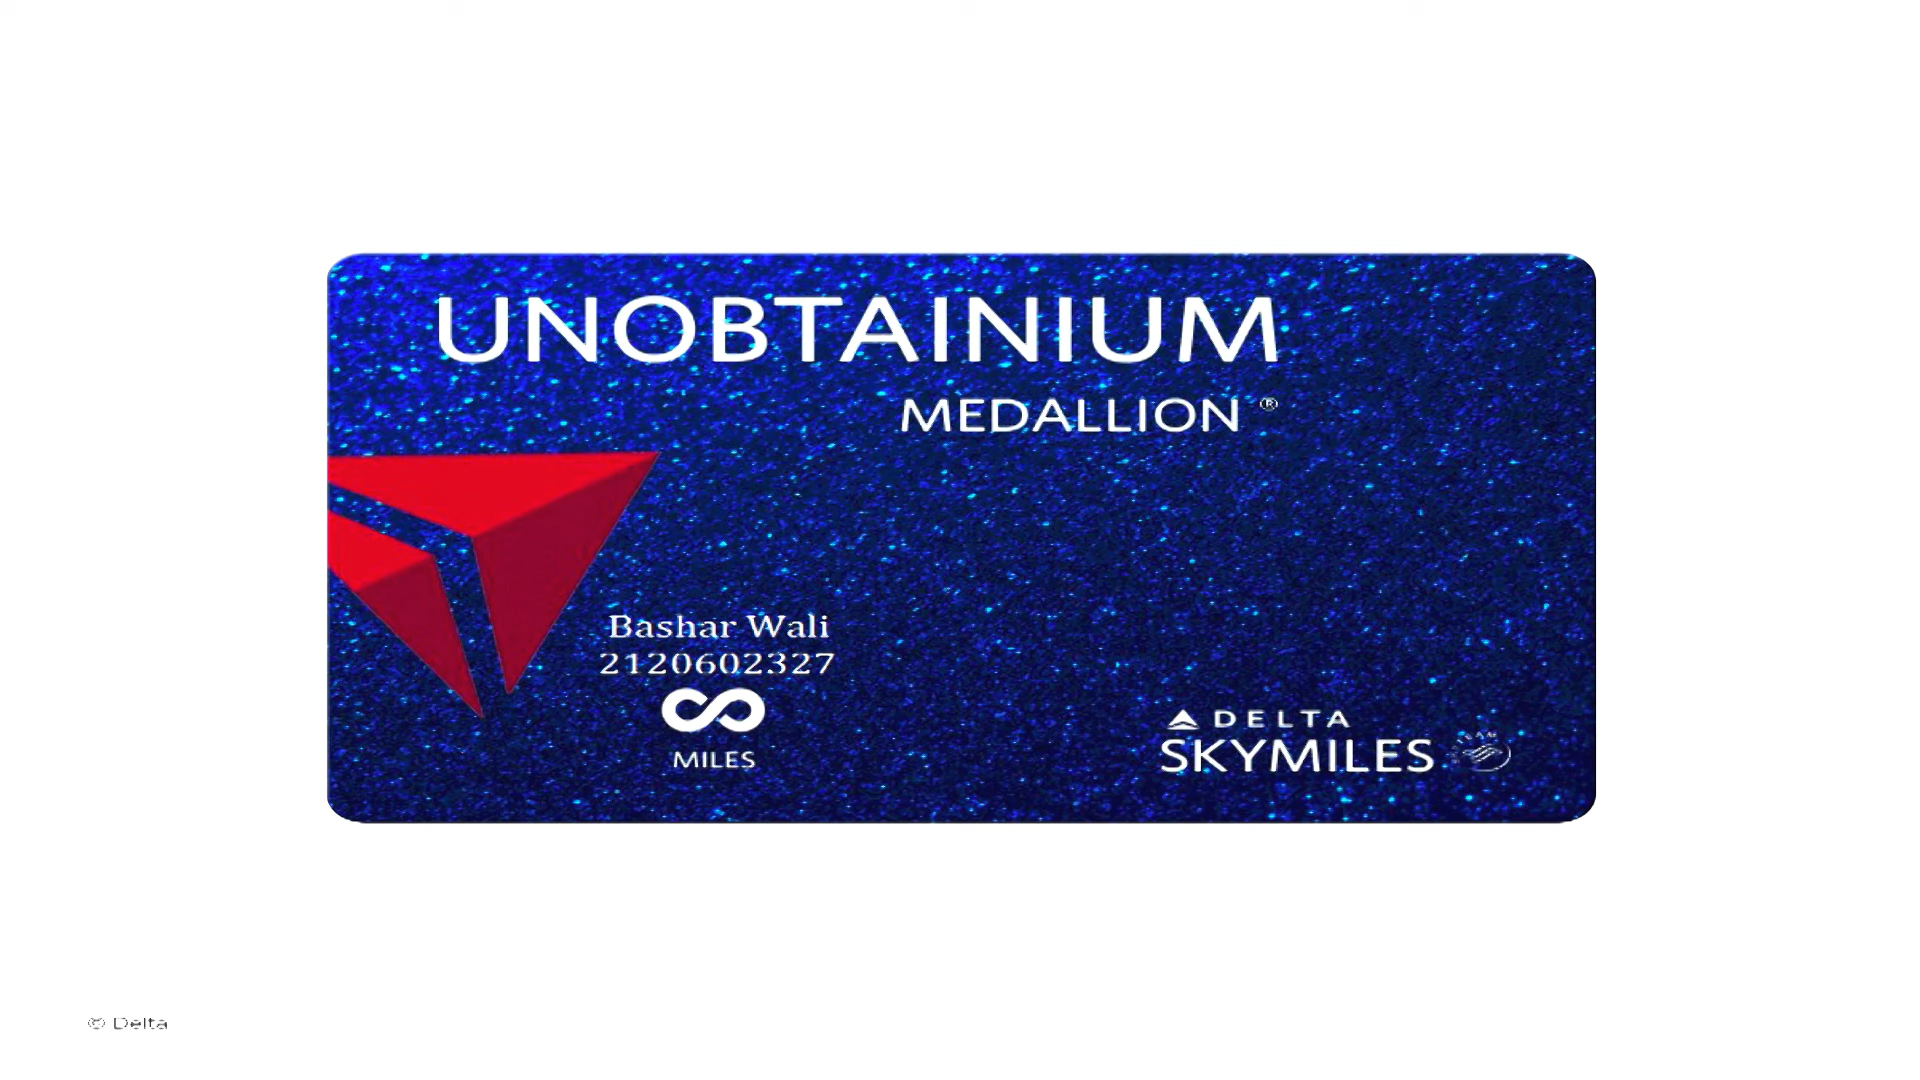 UNOBTAINIUM
MEDALLION ®
Bashar Wali
2120602327
MILES
DELTA
SKYMILES
© Delta